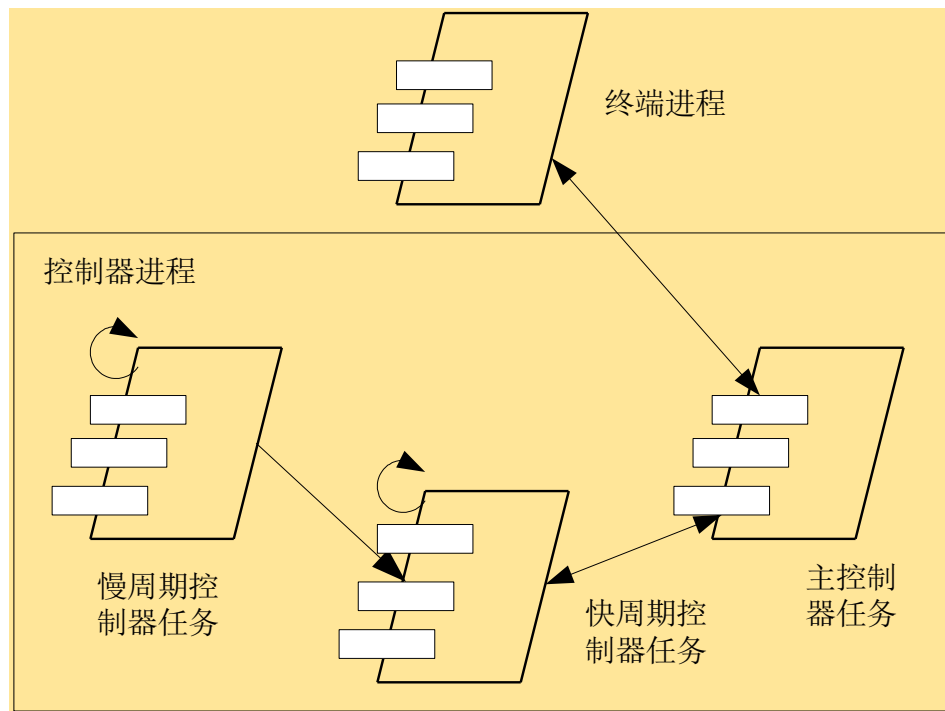 终端进程
控制器进程
慢周期控
制器任务
快周期控
制器任务
主控制
器任务